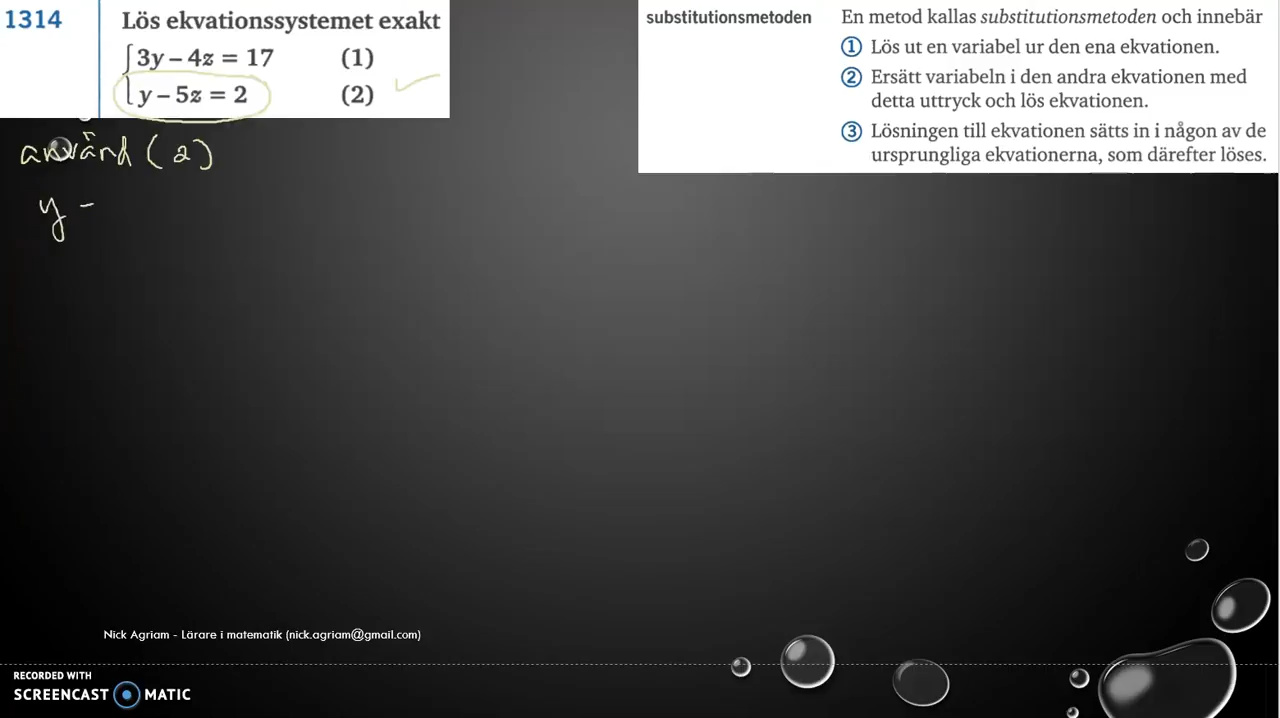 1314
Lös ekvationssystemet exakt
3y – 4z = 17 (1)
y – 5z = 2 (2)
använd (2)
y -
substitutionsmetoden
En metod kallas substitutionsmetoden och innebär
① Lös ut en variabel ur den ena ekvationen.
② Ersätt variabeln i den andra ekvationen med
detta uttryck och lös ekvationen.
③ Lösningen till ekvationen sätts in i någon av de
ursprungliga ekvationerna, som därefter löses.
Nick Agriam - Lärare i matematik (nick.agriam@gmail.com)
RECORDED WITH
SCREENCAST MATIC